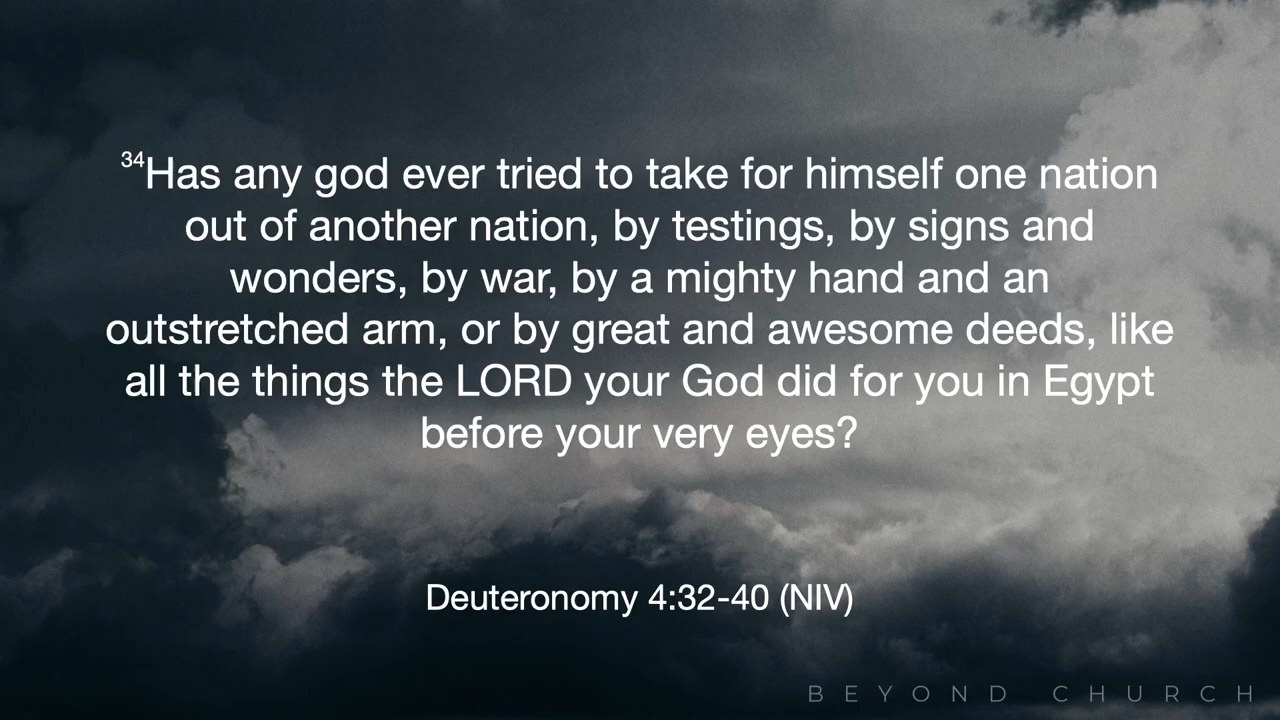 34Has any god ever tried to take for himself one nation
out of another nation, by testings, by signs and
wonders, by war, by a mighty hand and an
outstretched arm, or by great and awesome deeds, like
all the things the LORD your God did for you in Egypt
before your very eyes?
Deuteronomy 4:32-40 (NIV)
BEYOND CHURCH